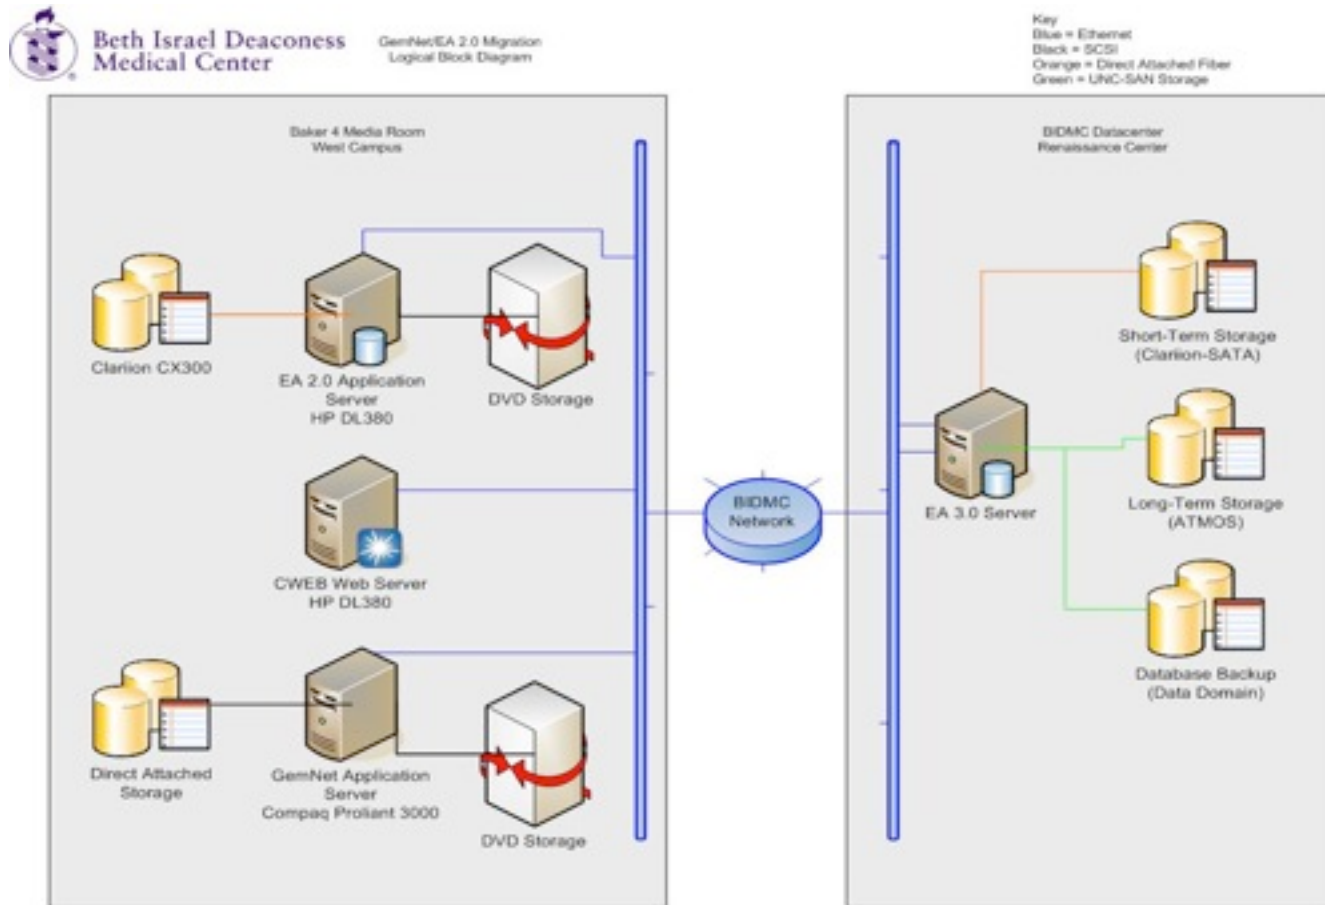 Beth Israel Deaconess
Medical Center
GemNet/EA 2.0 Migration
Logical Block Diagram
Key
Blue = Ethernet
Black = SCSI
Orange = Direct Attached Fiber
Green = UNC-SAN Storage
Baker 4 Media Room
West Campus
Clariion CX300
EA 2.0 Application
Server
HP DL380
DVD Storage
CWEB Web Server
HP DL380
Direct Attached
Storage
GemNet Application
Server
Compaq Proliant 3000
DVD Storage
BIDMC
Network
BIDMC Datacenter
Renaissance Center
Short-Term Storage
(Clariion-SATA)
EA 3.0 Server
Long-Term Storage
(ATMOS)
Database Backup
(Data Domain)